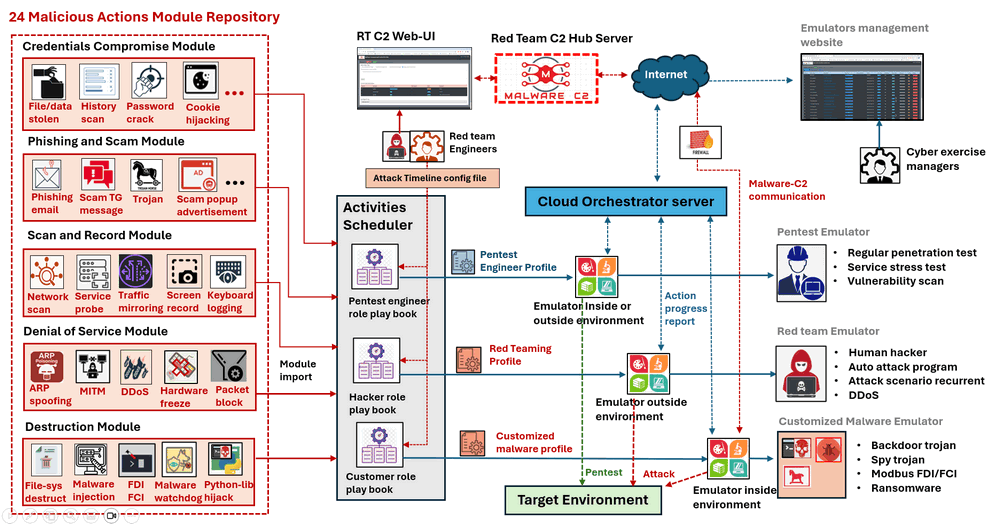 24 Malicious Actions Module Repository
Credentials Compromise Module
File/data
stolen
History
scan
Password
crack
Cookie
hijacking
Phishing and Scam Module
Phishing
email
Scam TG
message
Trojan
Scam popup
advertisement
AD
Scan and Record Module
Network
scan
Service
probe
Traffic
mirroring
Screen
record
Keyboard
logging
Denial of Service Module
ARP
Poisoning
ARP
spoofing
MITM
DDoS
Hardware
freeze
Packet
block
Destruction Module
File-sys
destruct
Malware
injection
FDI
FCI
Malware
watchdog
Python-lib
hijack
Module
import
RT C2 Web-UI
Red team
Engineers
Attack Timeline config file
Activities
Scheduler
Pentest engineer
role play book
Hacker role
play book
Customer role
play book
Red Team C2 Hub Server
M
MALWARE C2
Internet
FIREWALL
Malware-C2
communication
Cloud Orchestrator server
Pentest
Engineer Profile
Emulator Inside or
outside environment
Action
progress
report
Red Teaming
Profile
Emulator outside
environment
Customized
malware profile
Emulator inside
environment
Pentest
Attack
Target Environment
Emulators management
website
Cyber exercise
managers
Pentest Emulator
• Regular penetration test
• Service stress test
• Vulnerability scan
Red team Emulator
• Human hacker
• Auto attack program
• Attack scenario recurrent
• DDoS
Customized Malware Emulator
• Backdoor trojan
• Spy trojan
• Modbus FDI/FCI
• Ransomware